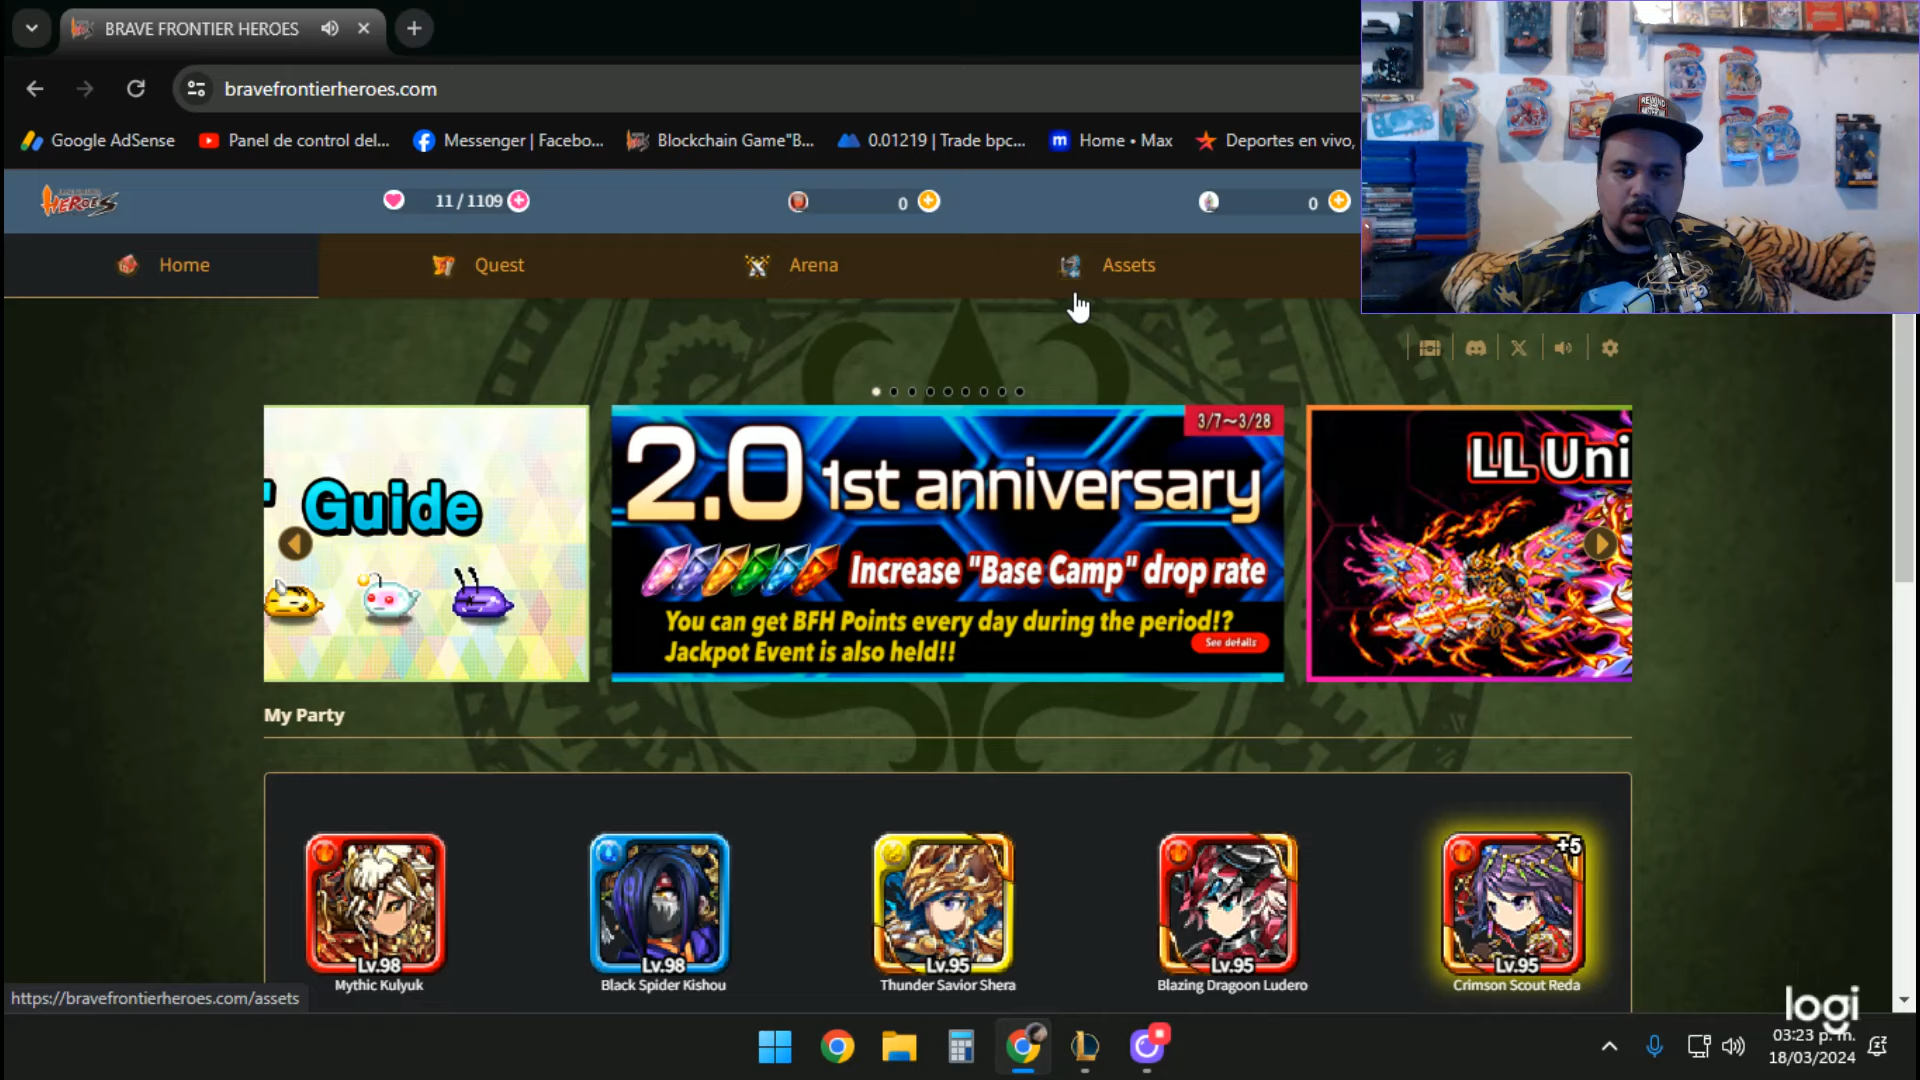 BRAVE FRONTIER HEROES
bravefrontierheroes.com
Google AdSense
Panel de control del...
Messenger | Facebo...
Blockchain Game"B...
0.01219 | Trade bpc...
m Home • Max
Deportes en vivo,
HEROES
11 / 1109
0
0
Home
Quest
Arena
Assets
Guide
3/7~3/28
2.0 1st anniversary
Increase "Base Camp" drop rate
You can get BFH Points every day during the period!?
See details
Jackpot Event is also held!!
LL Uni
My Party
+5
Lv.98
Lv.98
Lv.95
Lv.95
Lv.95
Mythic Kulyuk
Black Spider Kishou
Thunder Savior Shera
Blazing Dragoon Ludero
Crimson Scout Reda
https://bravefrontierheroes.com/assets
logi
03:23 p. m.
18/03/2024